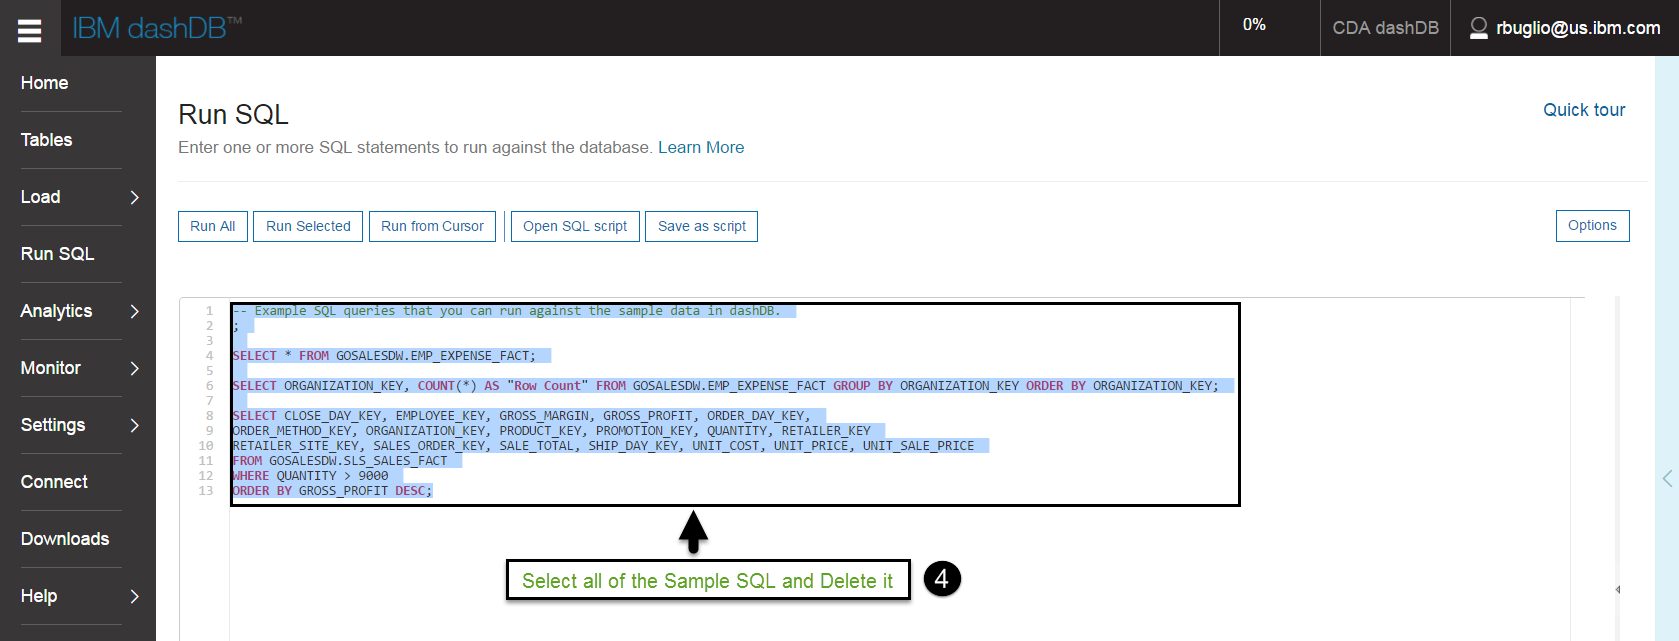 IBM dashDB™
0%
CDA dashDB
rbuglio@us.ibm.com
Home
Tables
Load
Run SQL
Analytics
Monitor
Settings
Connect
Downloads
Help
Run SQL
Quick tour
Enter one or more SQL statements to run against the database. Learn More
Run All Run Selected Run from Cursor Open SQL script Save as script Options
1 -- Example SQL queries that you can run against the sample data in dashDB.
2 ;
3
4 SELECT * FROM GOSALESDW.EMP_EXPENSE_FACT;
5
6 SELECT ORGANIZATION_KEY, COUNT(*) AS "Row Count" FROM GOSALESDW.EMP_EXPENSE_FACT GROUP BY ORGANIZATION_KEY ORDER BY ORGANIZATION_KEY;
7
8 SELECT CLOSE_DAY_KEY, EMPLOYEE_KEY, GROSS_MARGIN, GROSS_PROFIT, ORDER_DAY_KEY,
9 ORDER_METHOD_KEY, ORGANIZATION_KEY, PRODUCT_KEY, PROMOTION_KEY, QUANTITY, RETAILER_KEY
10 RETAILER_SITE_KEY, SALES_ORDER_KEY, SALE_TOTAL, SHIP_DAY_KEY, UNIT_COST, UNIT_PRICE, UNIT_SALE_PRICE
11 FROM GOSALESDW.SLS_SALES_FACT
12 WHERE QUANTITY > 9000
13 ORDER BY GROSS_PROFIT DESC;
Select all of the Sample SQL and Delete it
4